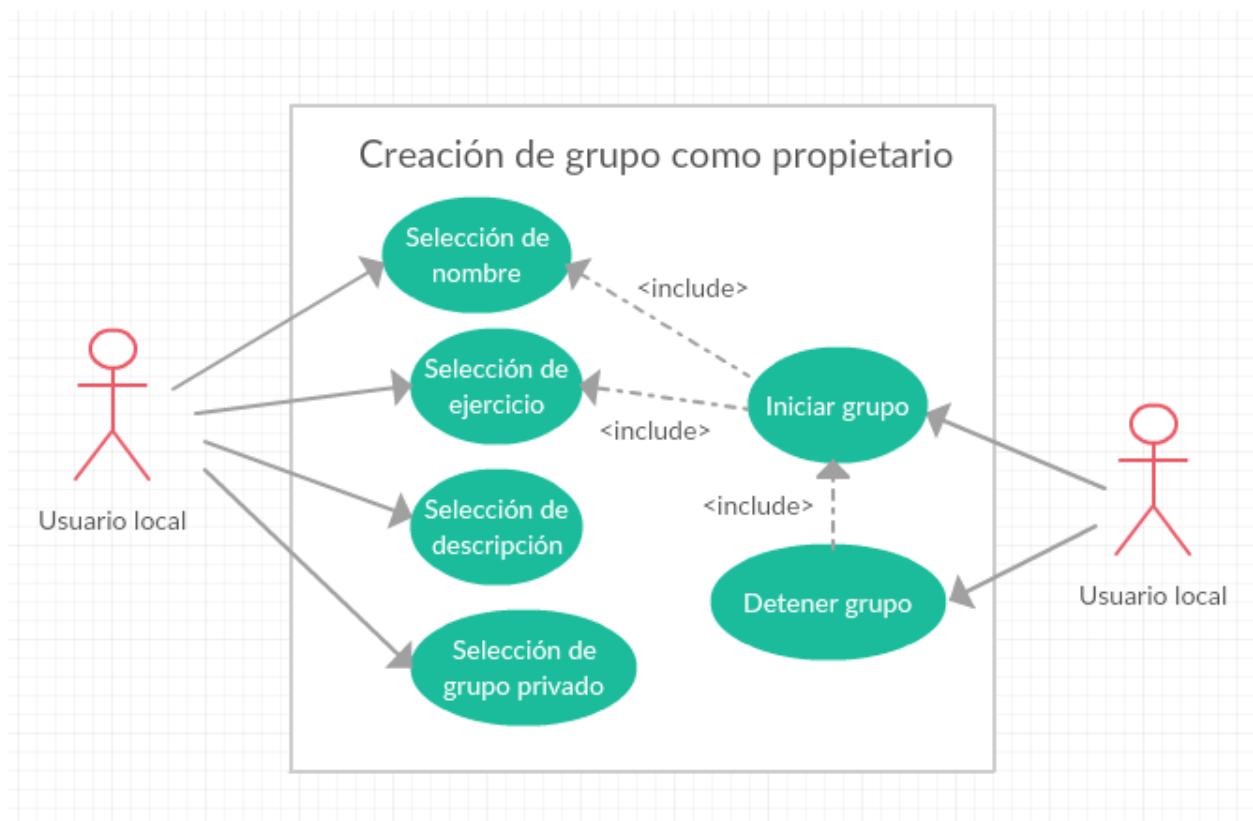 Creación de grupo como propietario
Selección de
nombre
<include>
Selección de
ejercicio
<include>
Iniciar grupo
Selección de
descripción
<include>
Usuario local
Detener grupo
Usuario local
Selección de
grupo privado